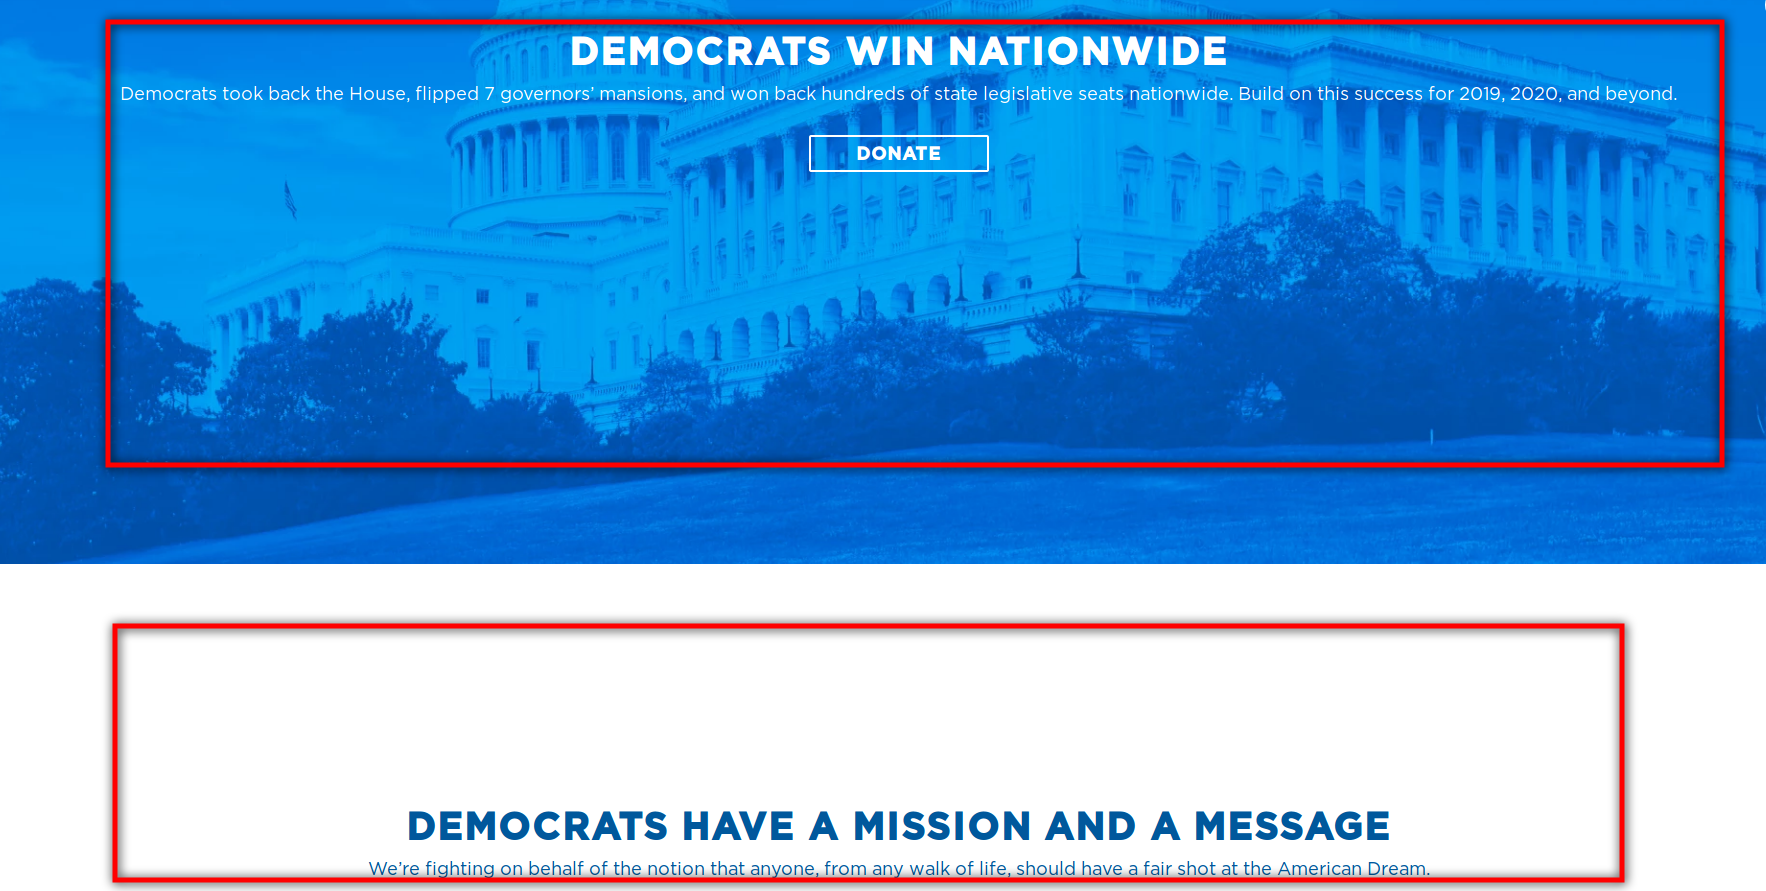 DEMOCRATS WIN NATIONWIDE
Democrats took back the House, flipped 7 governors’ mansions, and won back hundreds of state legislative seats nationwide. Build on this success for 2019, 2020, and beyond.
DONATE
DEMOCRATS HAVE A MISSION AND A MESSAGE
We’re fighting on behalf of the notion that anyone, from any walk of life, should have a fair shot at the American Dream.